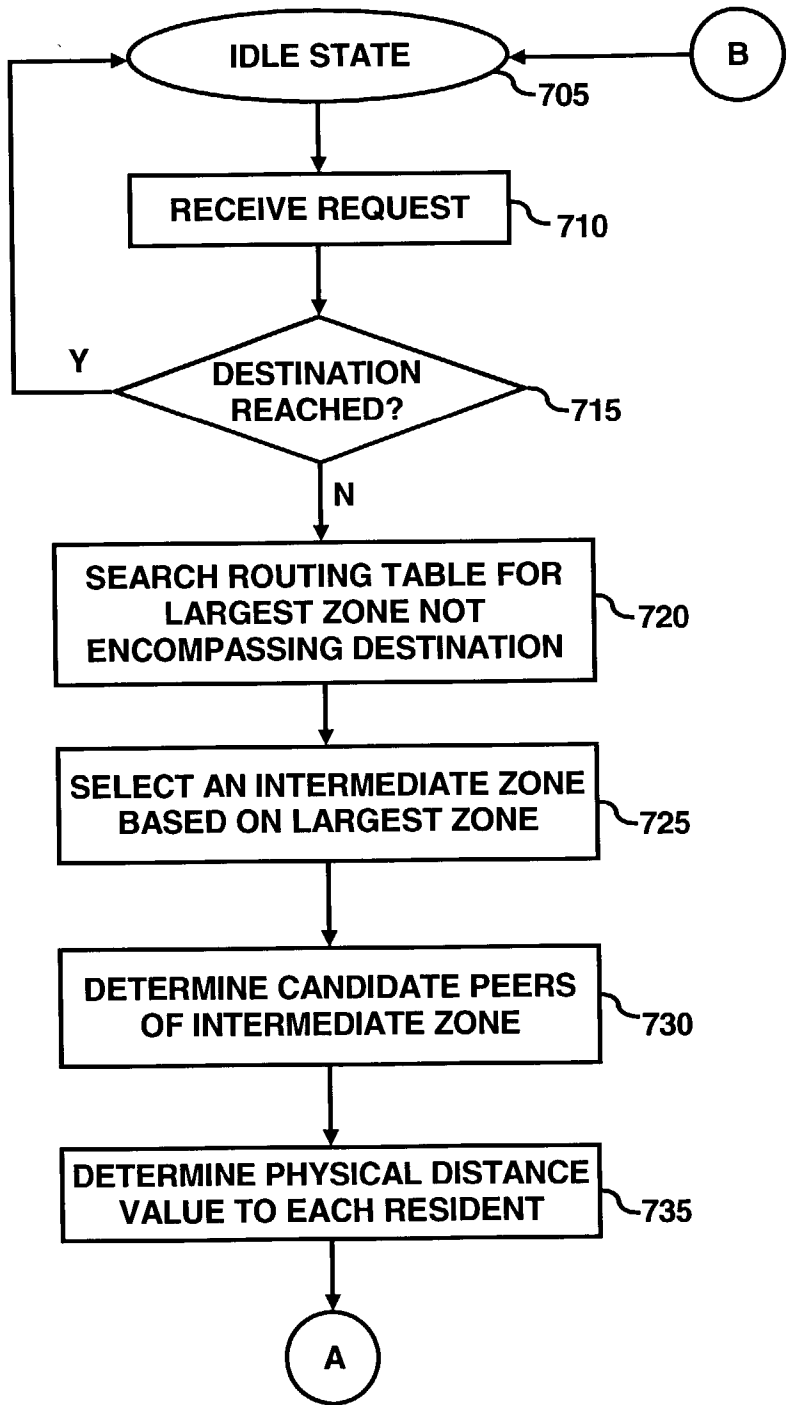 IDLE STATE
B
705
RECEIVE REQUEST
710
Y
DESTINATION
REACHED?
715
N
SEARCH ROUTING TABLE FOR
LARGEST ZONE NOT
ENCOMPASSING DESTINATION
720
SELECT AN INTERMEDIATE ZONE
BASED ON LARGEST ZONE
725
DETERMINE CANDIDATE PEERS
OF INTERMEDIATE ZONE
730
DETERMINE PHYSICAL DISTANCE
VALUE TO EACH RESIDENT
735
A